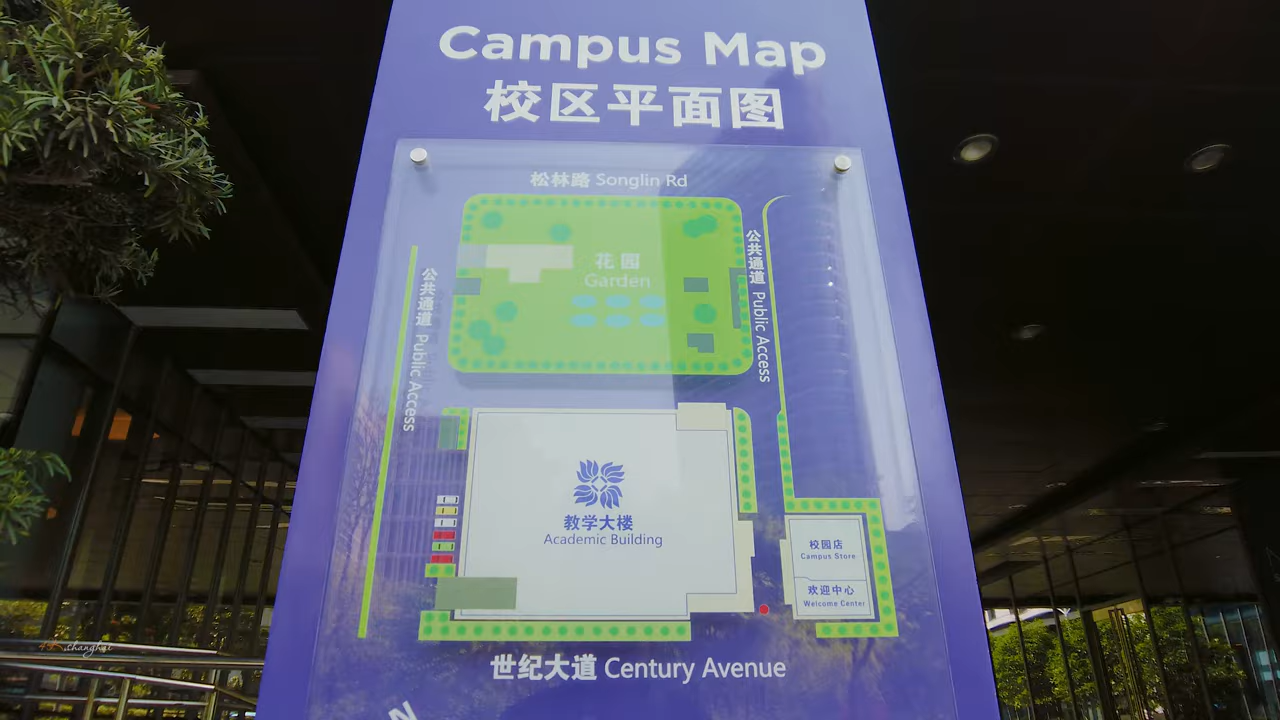 Campus Map
校区平面图
松林路 Songlin Rd
公共通道 Public Access
花园
Garden
公共通道 Public Access
教学大楼
Academic Building
校园店
Campus Store
欢迎中心
Welcome Center
世纪大道 Century Avenue
N